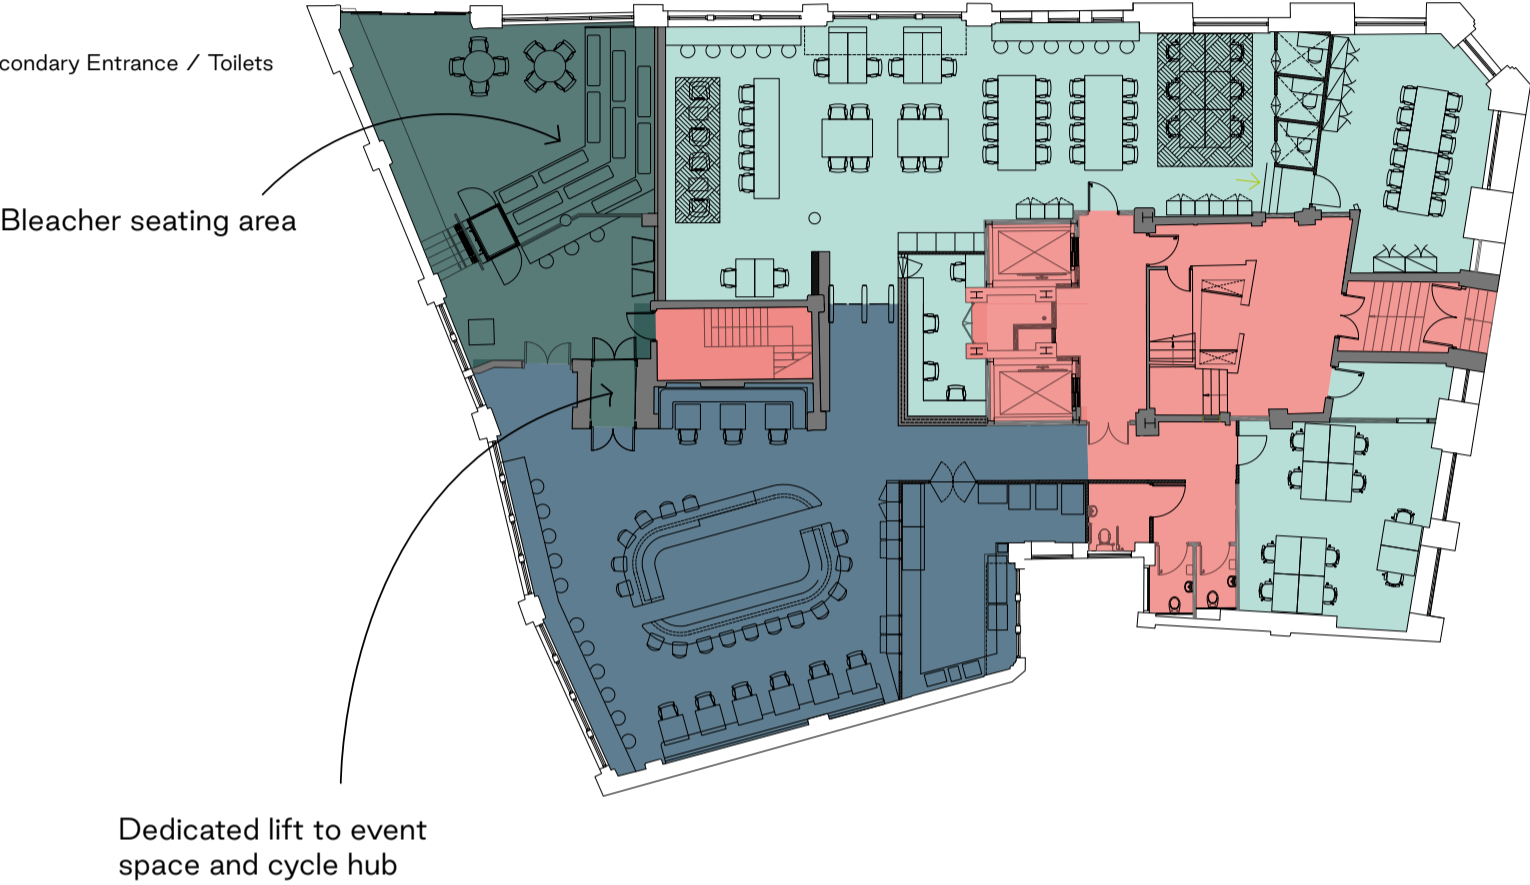 condary Entrance / Toilets
Bleacher seating area
Dedicated lift to event
space and cycle hub